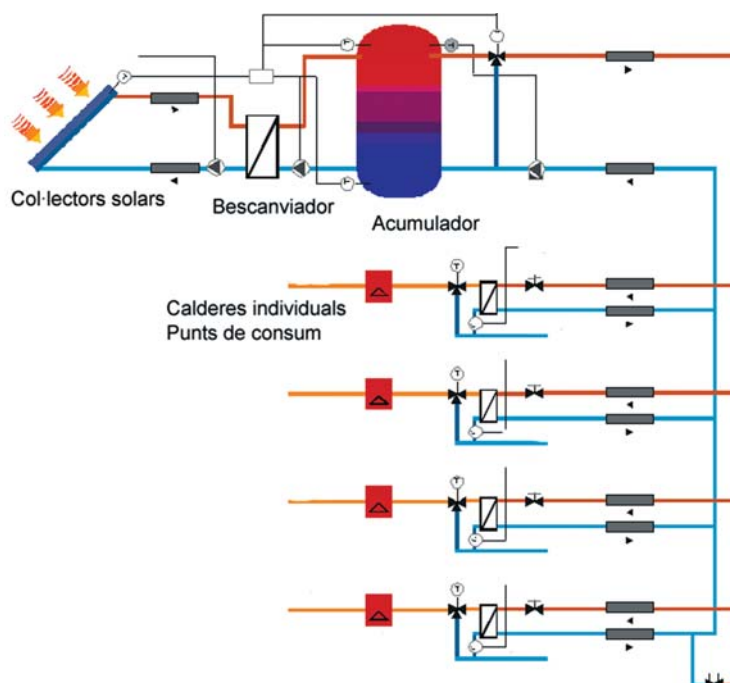 Col·lectors solars
Bescanviador
Acumulador
Calderes individuals
Punts de consum
T
T
T
T